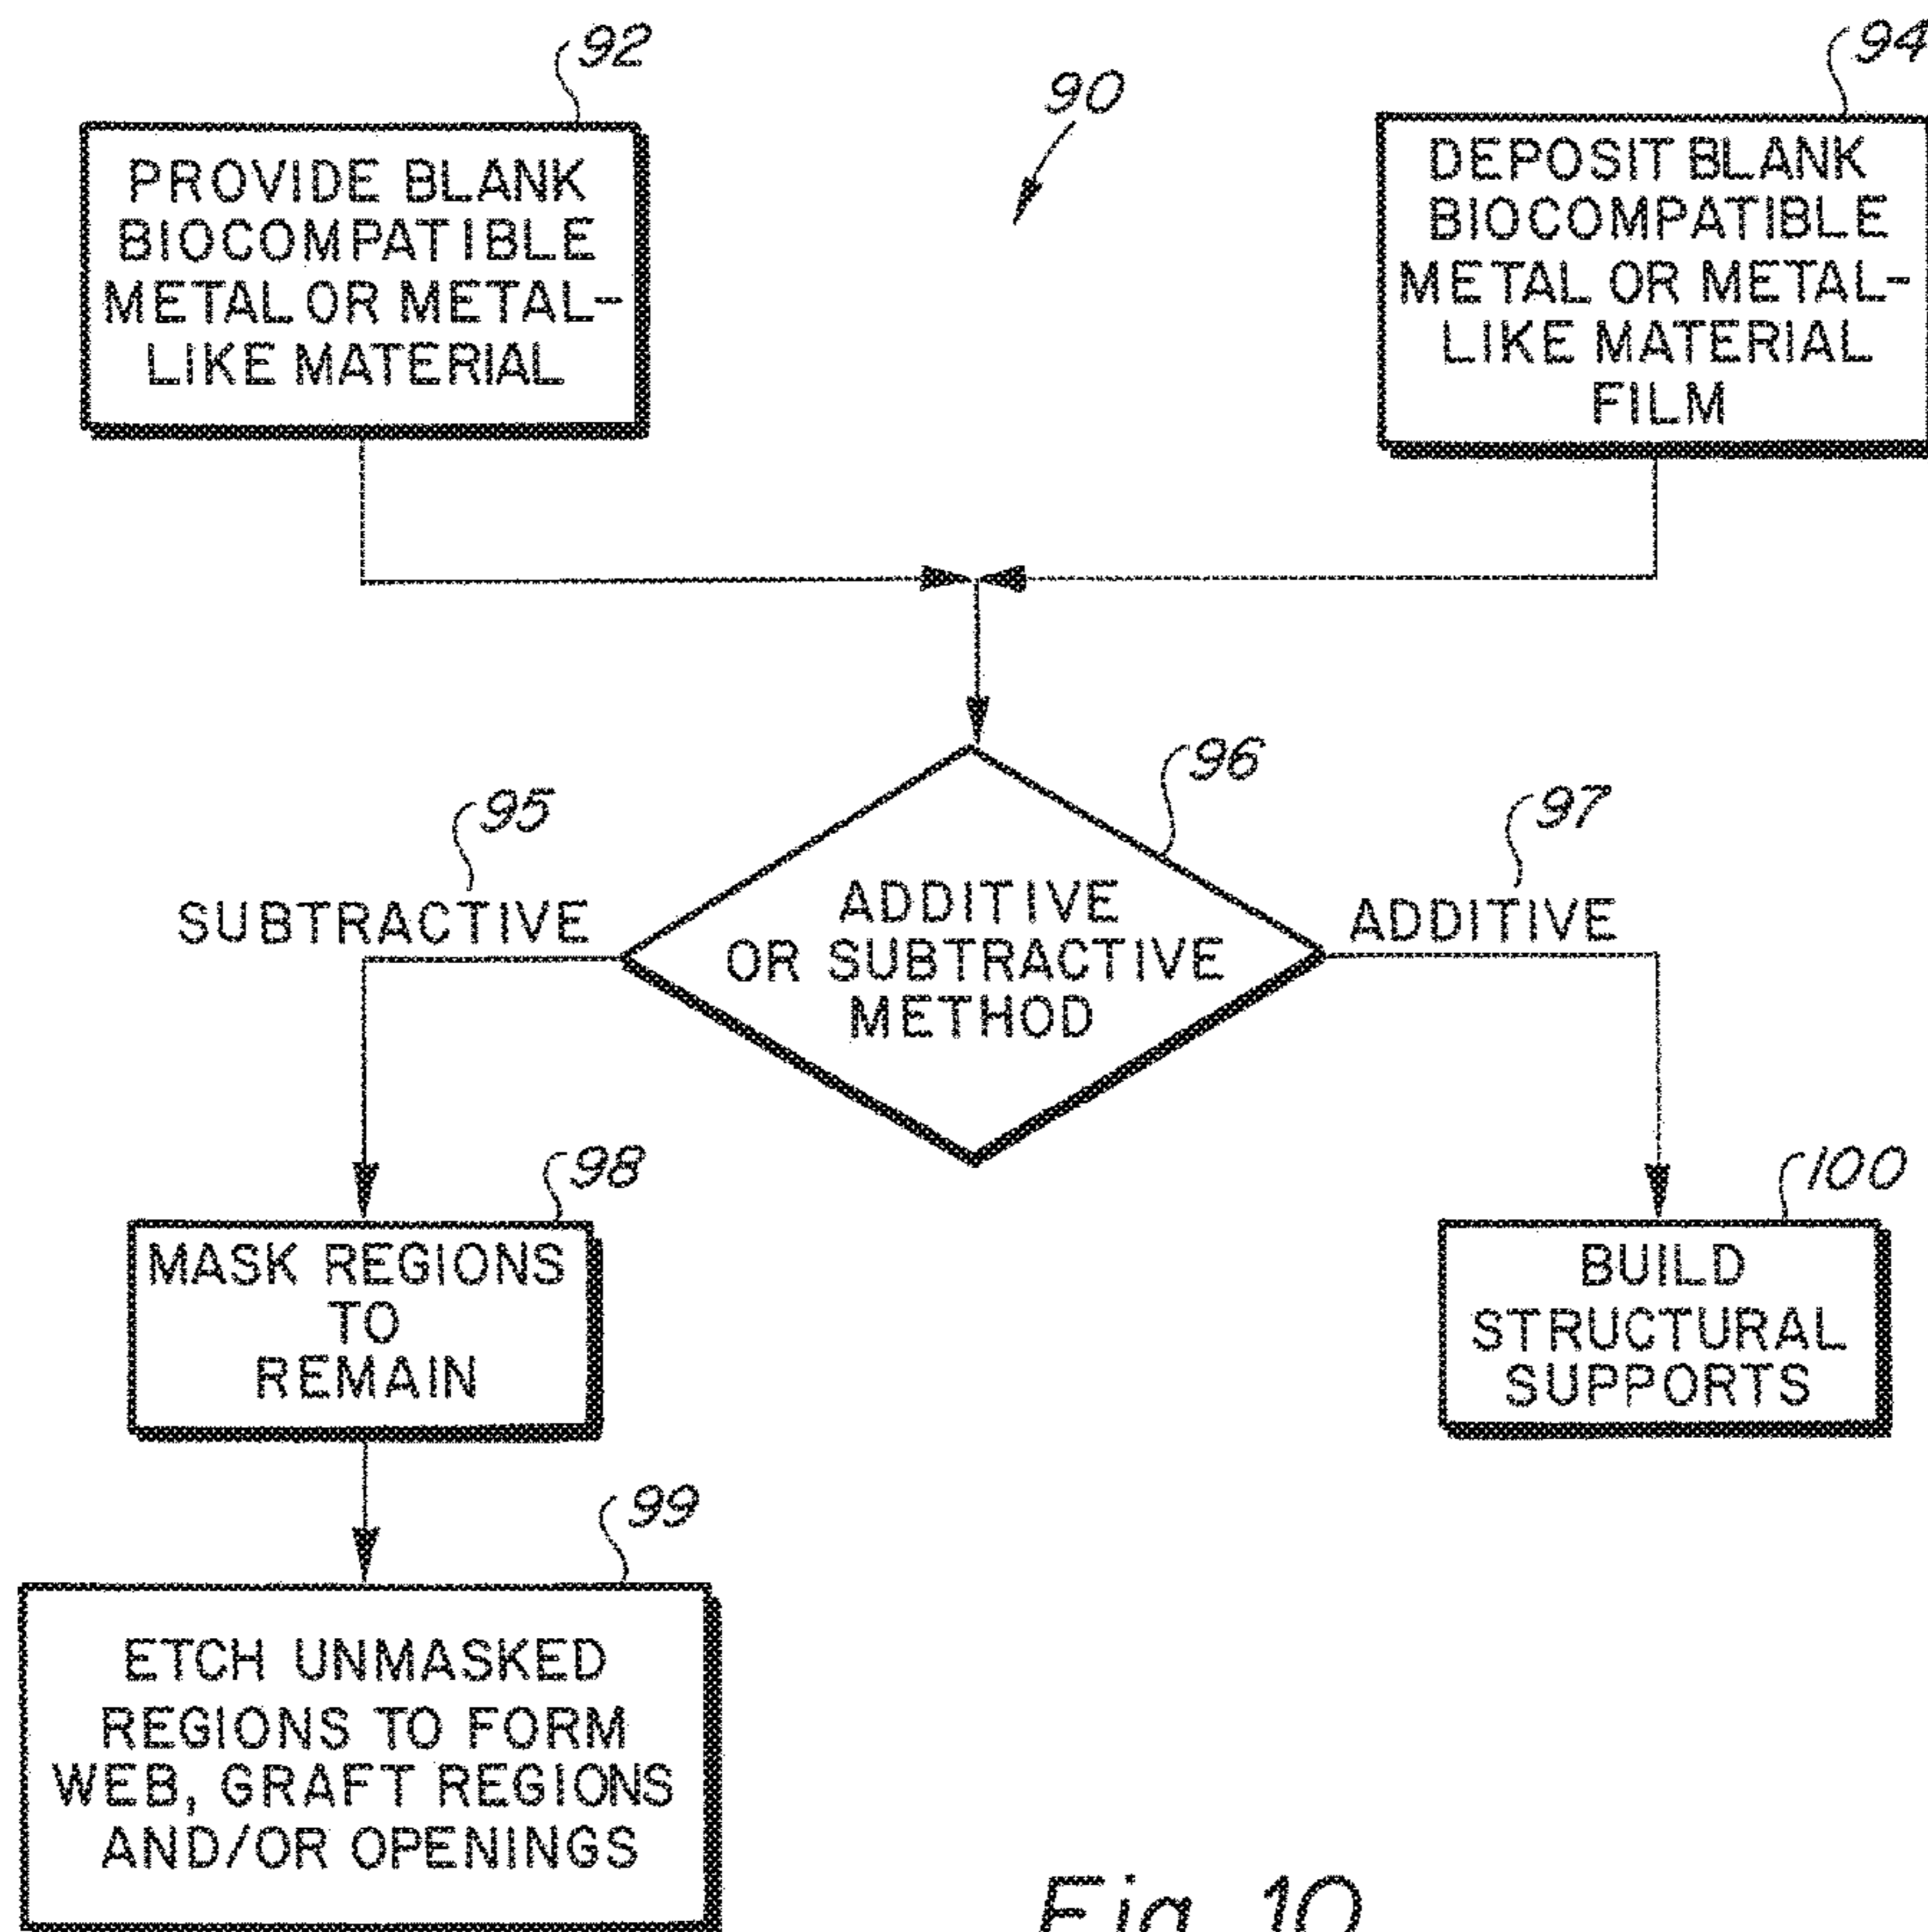 92
90
94
PROVIDE BLANK
BIOCOMPATIBLE
METAL OR METAL-
LIKE MATERIAL
DEPOSIT BLANK
BIOCOMPATIBLE
METAL OR METAL-
LIKE MATERIAL
FILM
96
95
97
SUBTRACTIVE
ADDITIVE
OR SUBTRACTIVE
METHOD
ADDITIVE
98
MASK REGIONS
TO
REMAIN
100
BUILD
STRUCTURAL
SUPPORTS
99
ETCH UNMASKED
REGIONS TO FORM
WEB, GRAFT REGIONS
AND/OR OPENINGS
Fig. 10